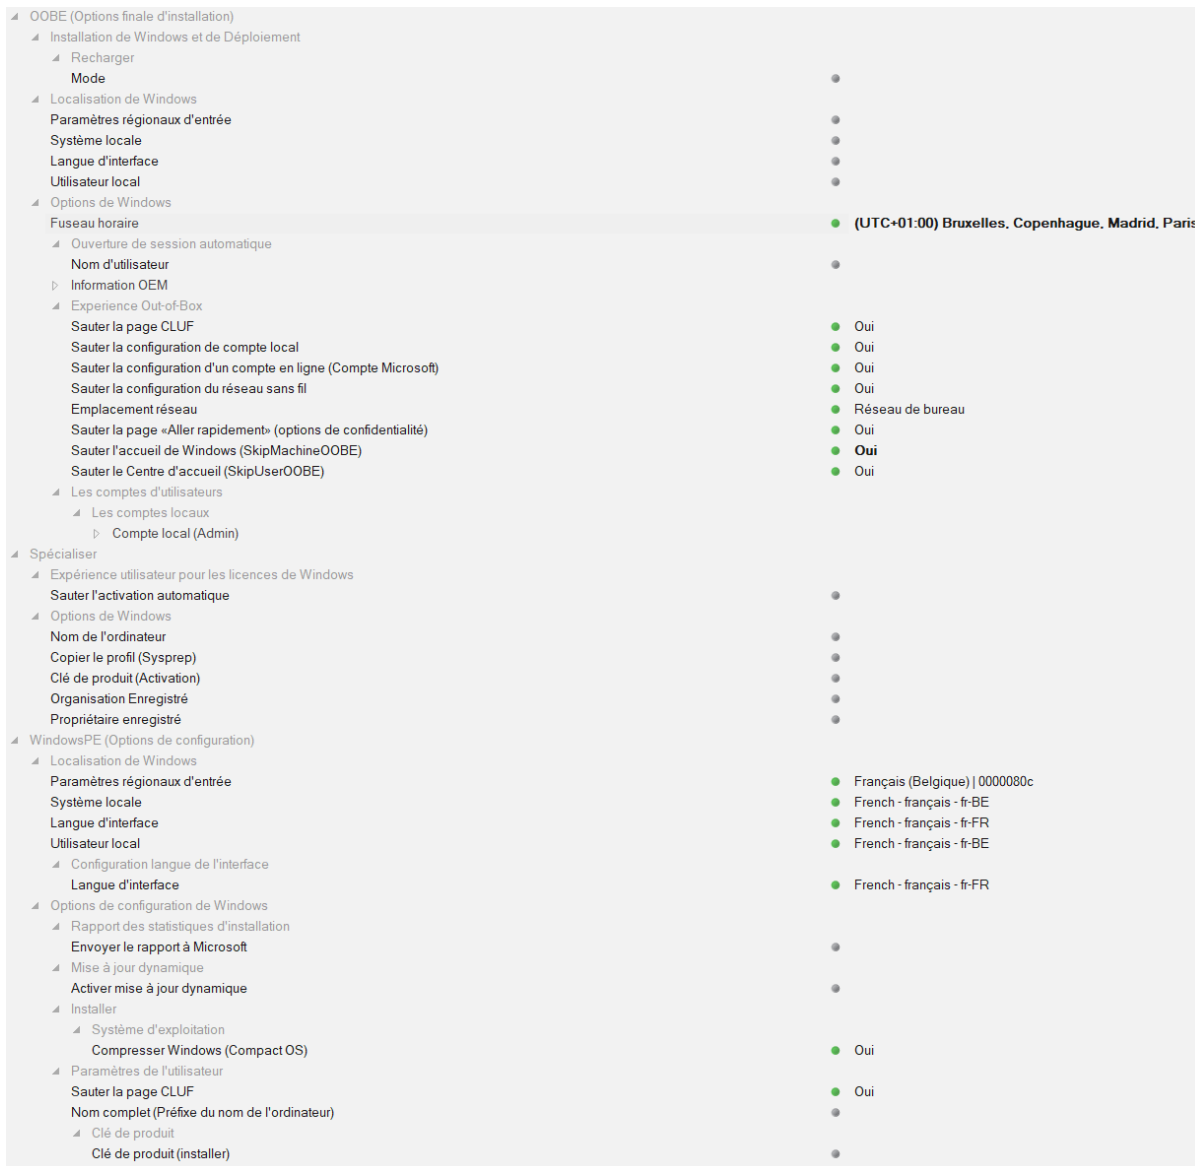 OOBE (Options finale d'installation)
Installation de Windows et de Déploiement
Recharger
Mode
Localisation de Windows
Paramètres régionaux d'entrée
Système locale
Langue d'interface
Utilisateur local
Options de Windows
Fuseau horaire (UTC+01:00) Bruxelles, Copenhague, Madrid, Paris
Ouverture de session automatique
Nom d'utilisateur
Information OEM
Experience Out-of-Box
Sauter la page CLUF Oui
Sauter la configuration de compte local Oui
Sauter la configuration d'un compte en ligne (Compte Microsoft) Oui
Sauter la configuration du réseau sans fil Oui
Emplacement réseau Réseau de bureau
Sauter la page «Aller rapidement» (options de confidentialité) Oui
Sauter l'accueil de Windows (SkipMachineOOBE) Oui
Sauter le Centre d'accueil (SkipUserOOBE) Oui
Les comptes d'utilisateurs
Les comptes locaux
Compte local (Admin)
Spécialiser
Expérience utilisateur pour les licences de Windows
Sauter l'activation automatique
Options de Windows
Nom de l'ordinateur
Copier le profil (Sysprep)
Clé de produit (Activation)
Organisation Enregistré
Propriétaire enregistré
WindowsPE (Options de configuration)
Localisation de Windows
Paramètres régionaux d'entrée Français (Belgique) | 0000080c
Système locale French - français - fr-BE
Langue d'interface French - français - fr-FR
Utilisateur local French - français - fr-BE
Configuration langue de l'interface
Langue d'interface French - français - fr-FR
Options de configuration de Windows
Rapport des statistiques d'installation
Envoyer le rapport à Microsoft
Mise à jour dynamique
Activer mise à jour dynamique
Installer
Système d'exploitation
Compresser Windows (Compact OS) Oui
Paramètres de l'utilisateur
Sauter la page CLUF Oui
Nom complet (Préfixe du nom de l'ordinateur)
Clé de produit
Clé de produit (installer)